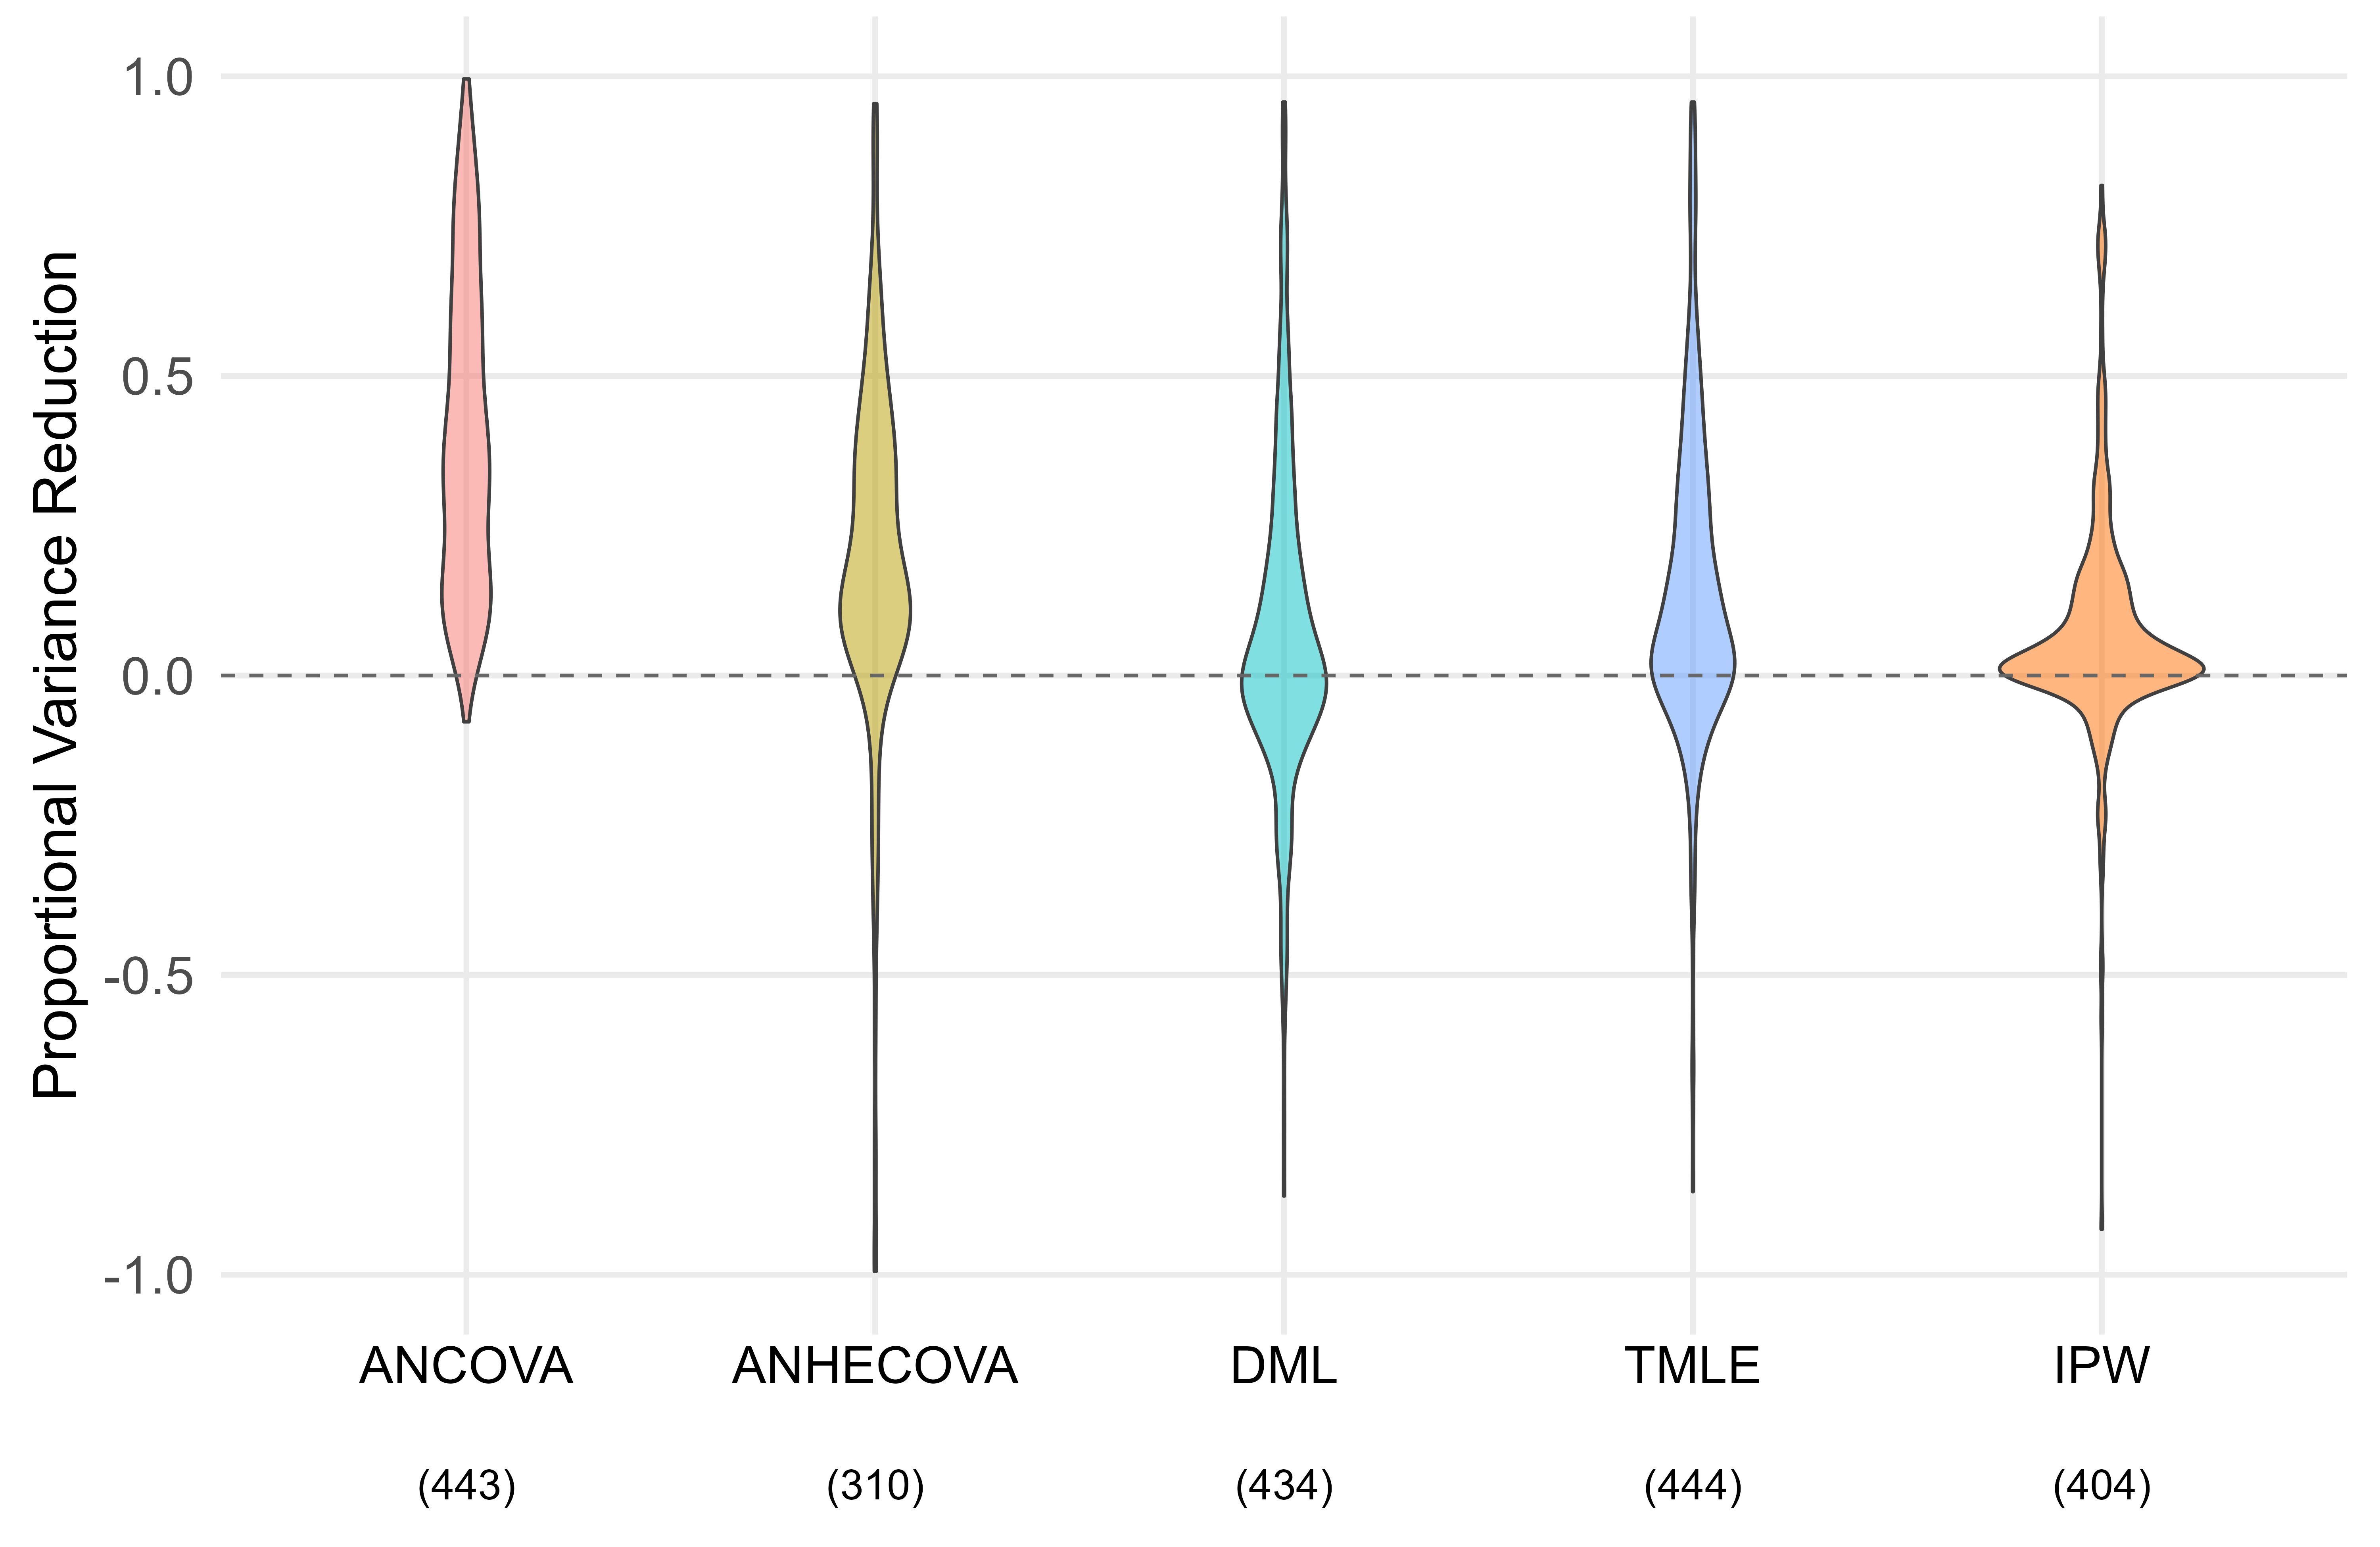 Proportional Variance Reduction
1.0
0.5
0.0
-0.5
-1.0
ANCOVA ANHECOVA DML TMLE IPW
(443) (310) (434) (444) (404)